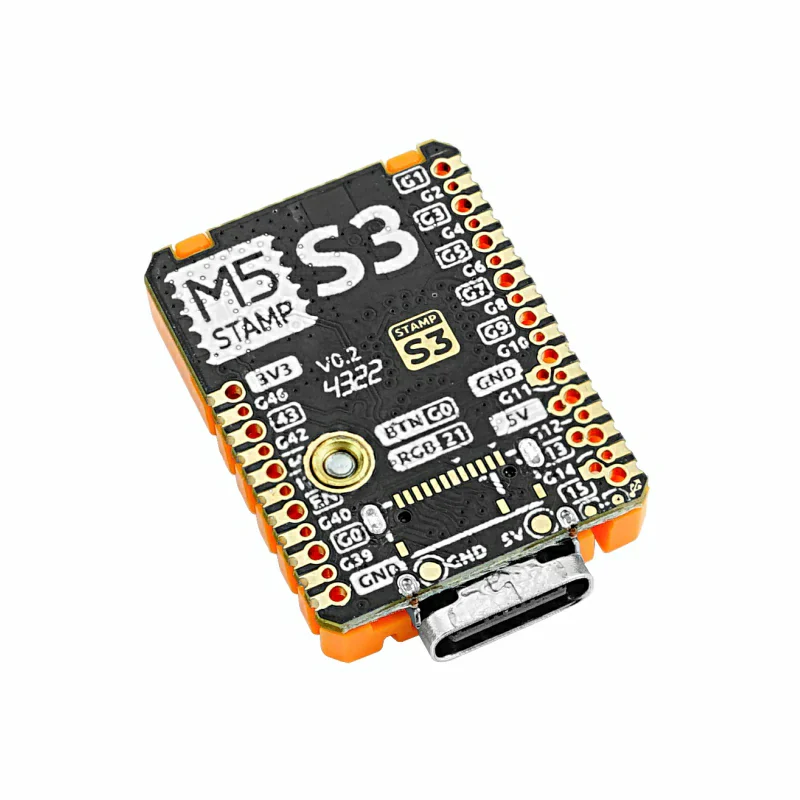 M5
STAMP
S3
STAMP
S3
V0.2
4322
BTN G0
RGB 21
3V3
G46
43
G42
EN
G40
G0
G39
GND
GND
5V
G1
G2
G3
G4
G5
G6
G7
G8
G9
G10
GND
G11
5V
G12
13
G14
15